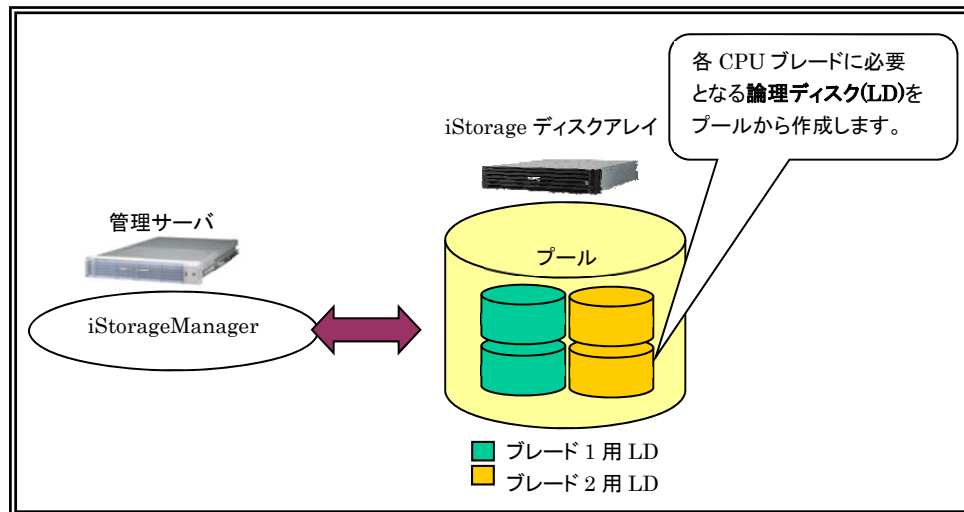 各 CPU ブレードに必要
となる論理ディスク(LD)を
プールから作成します。
iStorage ディスクアレイ
管理サーバ
プール
iStorageManager
ブレード 1 用 LD
ブレード 2 用 LD